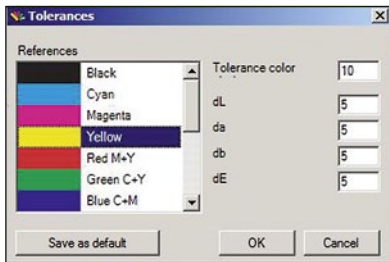 Tolerances
References
Black
Cyan
Magenta
Yellow
Red M+Y
Green C+Y
Blue C+M
Tolerance color
10
dL
5
da
5
db
5
dE
5
Save as default
OK
Cancel